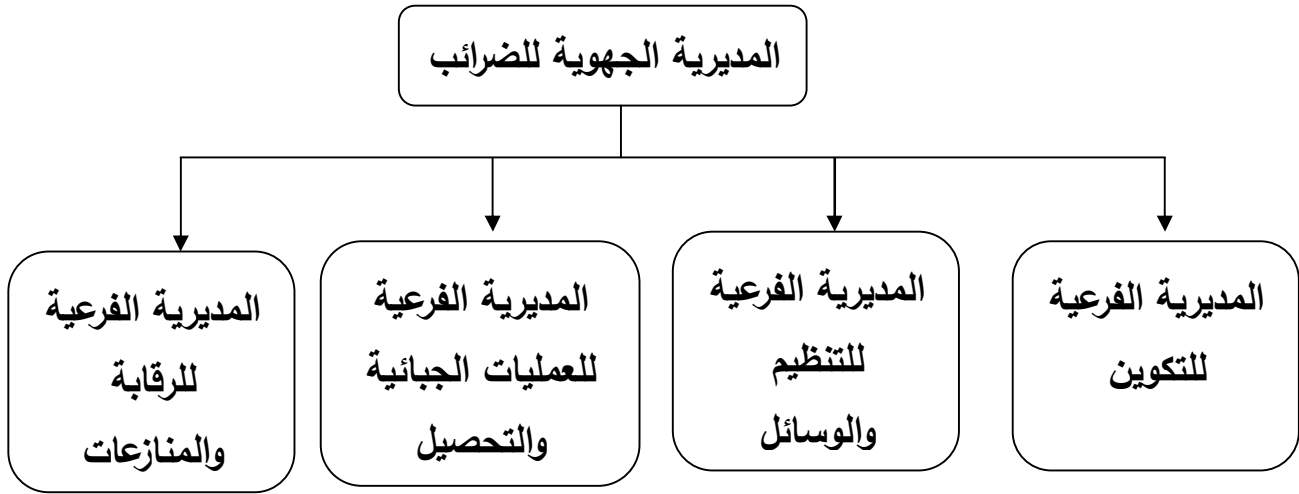 المديرية الجهوية للضرائب
المديرية الفرعية
للتكوين
المديرية الفرعية
للتنظيم
والوسائل
المديرية الفرعية
للعمليات الجبائية
والتحصيل
المديرية الفرعية
للرقابة
والمنازعات